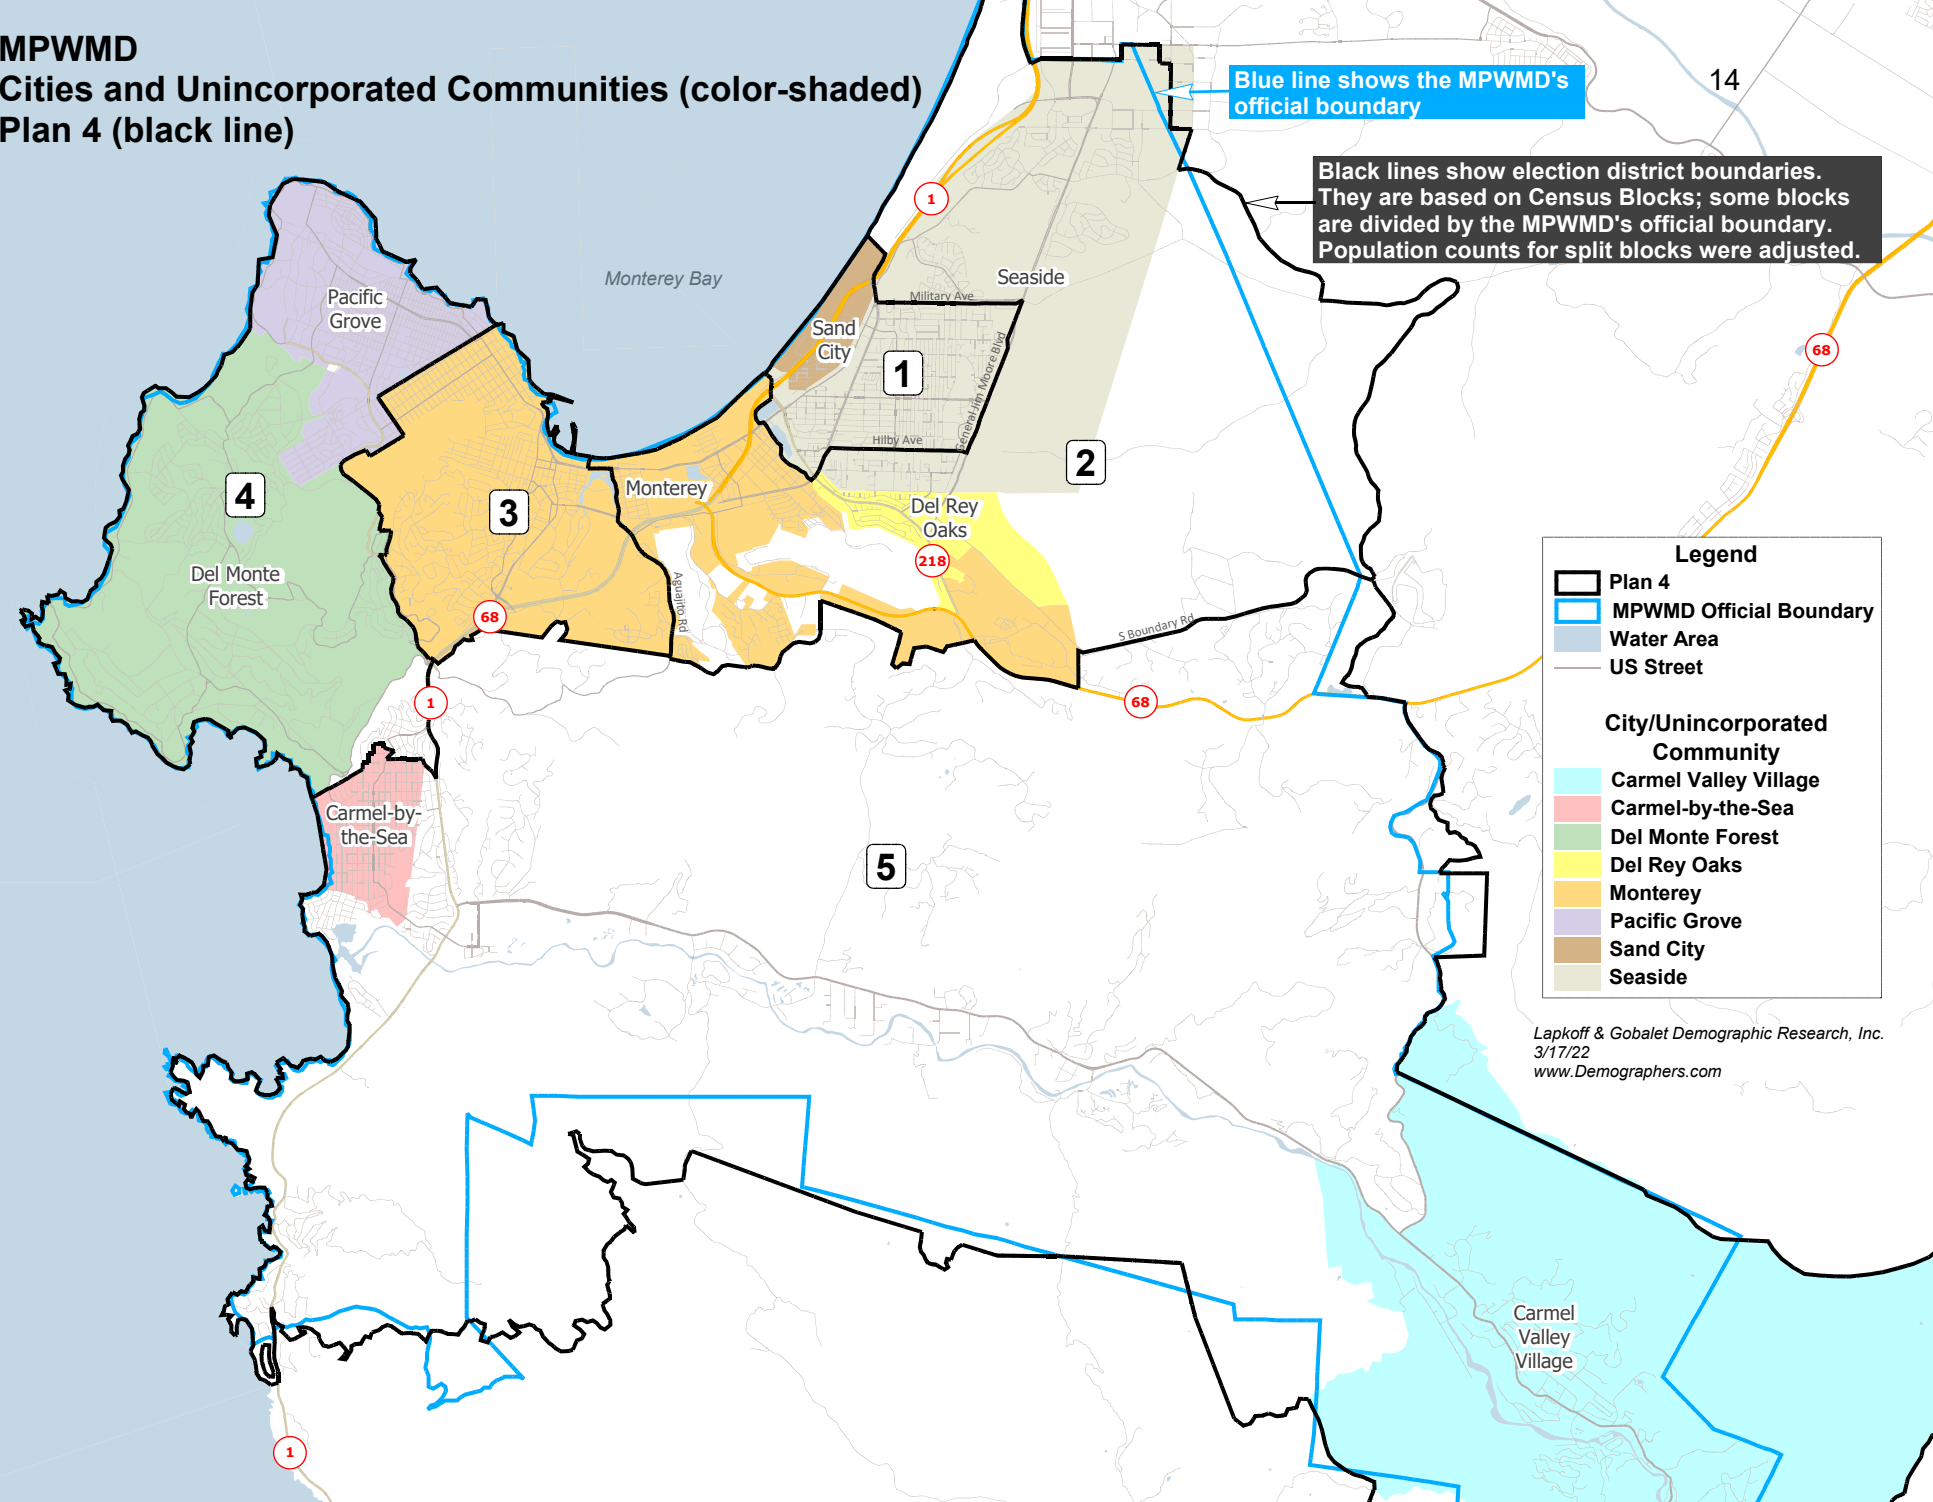 MPWMD
Cities and Unincorporated Communities (color-shaded)
Plan 4 (black line)
14
Blue line shows the MPWMD's
official boundary
Black lines show election district boundaries.
They are based on Census Blocks; some blocks
are divided by the MPWMD's official boundary.
Population counts for split blocks were adjusted.
Monterey Bay
1
Seaside
Military Ave
Pacific
Grove
Sand
City
1
General Jim Moore Blvd
Hilby Ave
2
68
4
3
Monterey
Del Rey
Oaks
218
Del Monte
Forest
68
Aguajito Rd
S Boundary Rd
1
68
Carmel-by-
the-Sea
5
Legend
Plan 4
MPWMD Official Boundary
Water Area
US Street
City/Unincorporated
Community
Carmel Valley Village
Carmel-by-the-Sea
Del Monte Forest
Del Rey Oaks
Monterey
Pacific Grove
Sand City
Seaside
Lapkoff & Gobalet Demographic Research, Inc.
3/17/22
www.Demographers.com
Carmel
Valley
Village
1